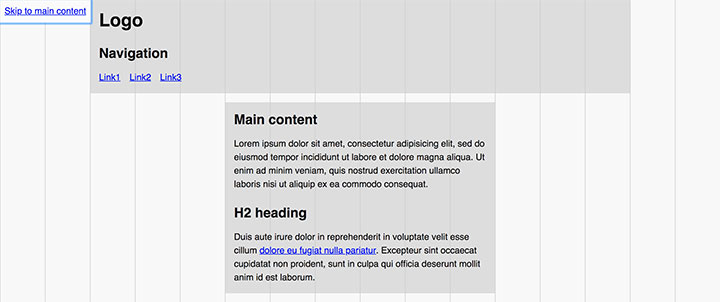 Skip to main content
Logo
Navigation
Link1 Link2 Link3
Main content
Lorem ipsum dolor sit amet, consectetur adipisicing elit, sed do
eiusmod tempor incididunt ut labore et dolore magna aliqua. Ut
enim ad minim veniam, quis nostrud exercitation ullamco
laboris nisi ut aliquip ex ea commodo consequat.
H2 heading
Duis aute irure dolor in reprehenderit in voluptate velit esse
cillum dolore eu fugiat nulla pariatur. Excepteur sint occaecat
cupidatat non proident, sunt in culpa qui officia deserunt mollit
anim id est laborum.